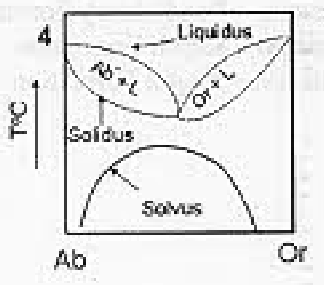 4
Liquidus
Ab + L
Or + L
T°C
Solidus
Solvus
Ab
Or